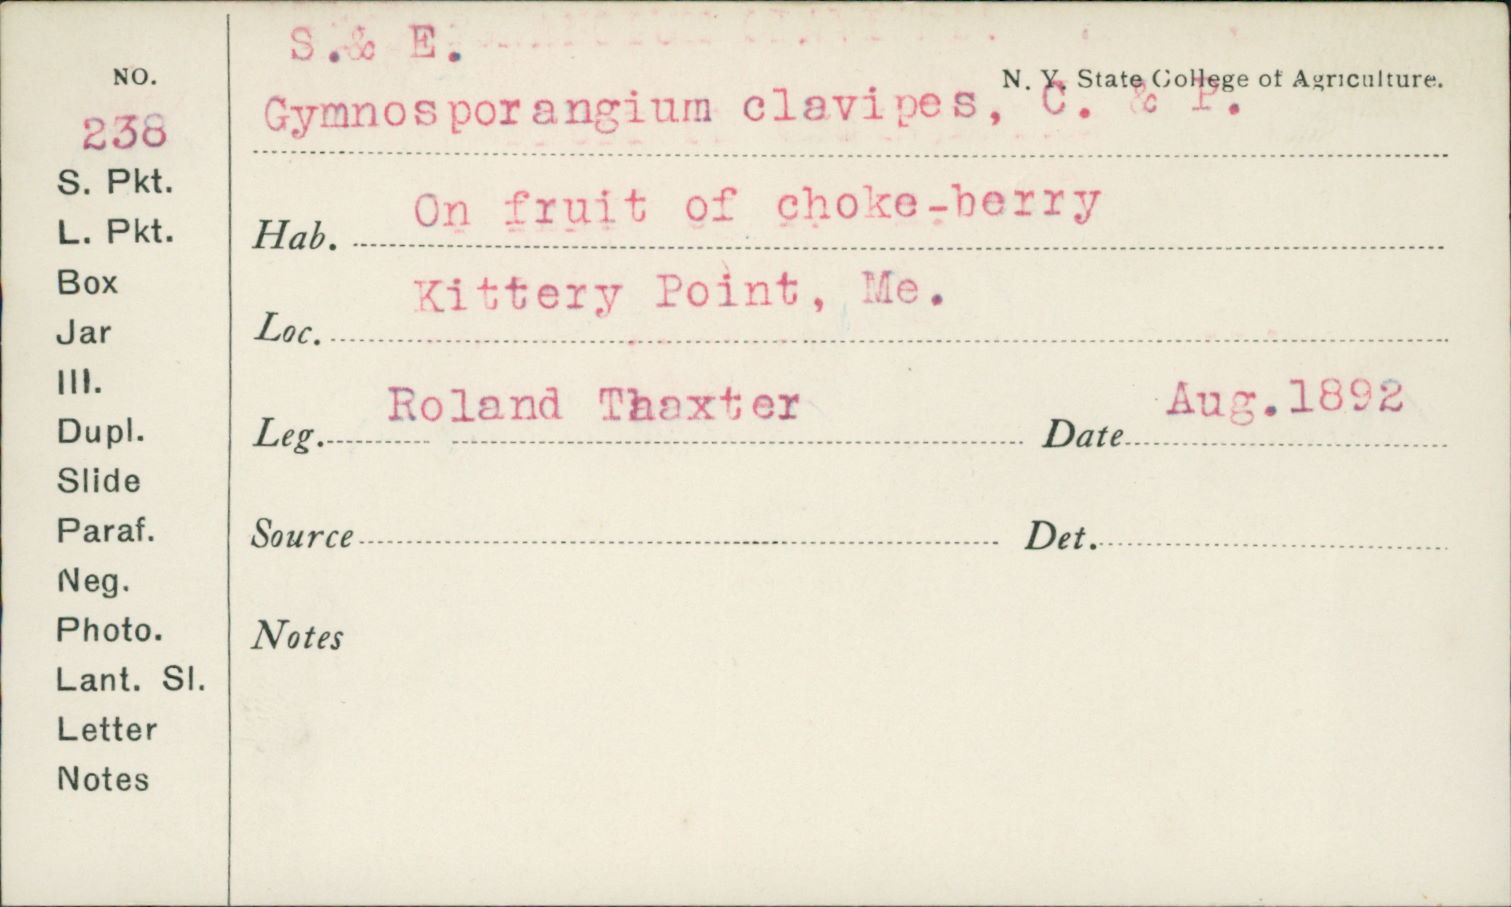 S.& E.
NO.
N. Y. State College of Agriculture.
238
Gymnosporangium clavipes, C. & P.
S. Pkt.
L. Pkt.
Hab. On fruit of choke-berry
Box
Loc. Kittery Point, Me.
Jar
Ill.
Dupl.
Leg. Roland Thaxter Date Aug.1892
Slide
Paraf.
Source Det.
Neg.
Photo.
Notes
Lant. Sl.
Letter
Notes